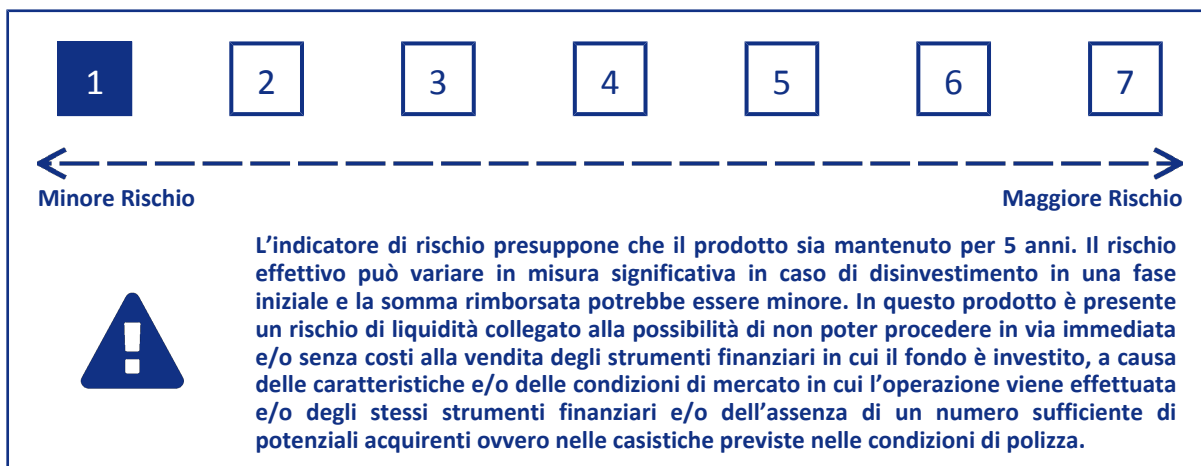 1 2 3 4 5 6 7
Minore Rischio Maggiore Rischio
L’indicatore di rischio presuppone che il prodotto sia mantenuto per 5 anni. Il rischio
effettivo può variare in misura significativa in caso di disinvestimento in una fase
iniziale e la somma rimborsata potrebbe essere minore. In questo prodotto è presente
un rischio di liquidità collegato alla possibilità di non poter procedere in via immediata
e/o senza costi alla vendita degli strumenti finanziari in cui il fondo è investito, a causa
delle caratteristiche e/o delle condizioni di mercato in cui l’operazione viene effettuata
e/o degli stessi strumenti finanziari e/o dell’assenza di un numero sufficiente di
potenziali acquirenti ovvero nelle casistiche previste nelle condizioni di polizza.